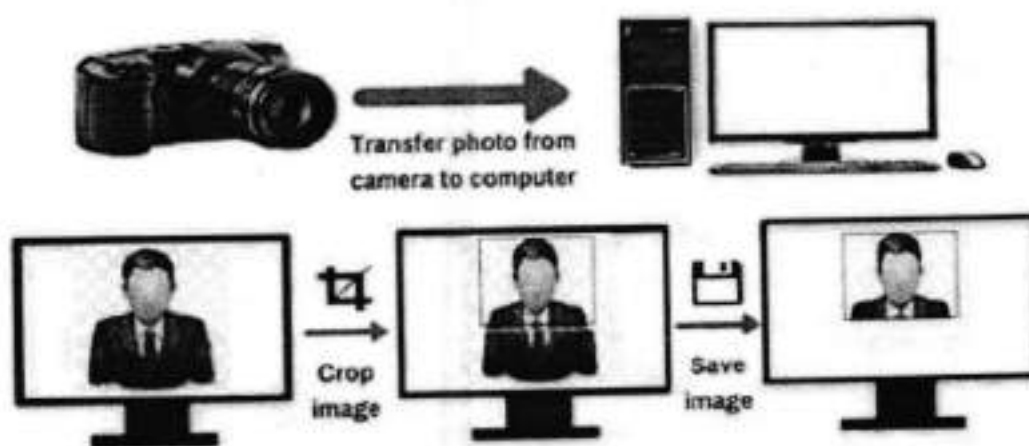 Transfer photo from
camera to computer
Crop
image
Save
image